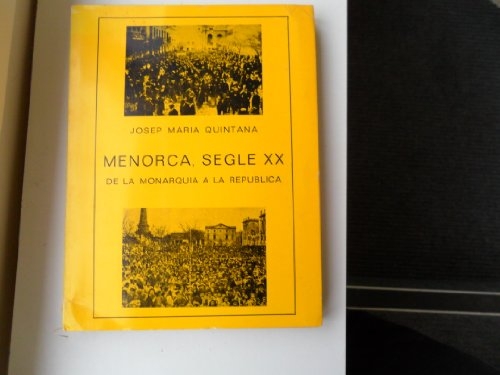 JOSEP MARIA QUINTANA
MENORCA, SEGLE XX
DE LA MONARQUIA A LA REPUBLICA